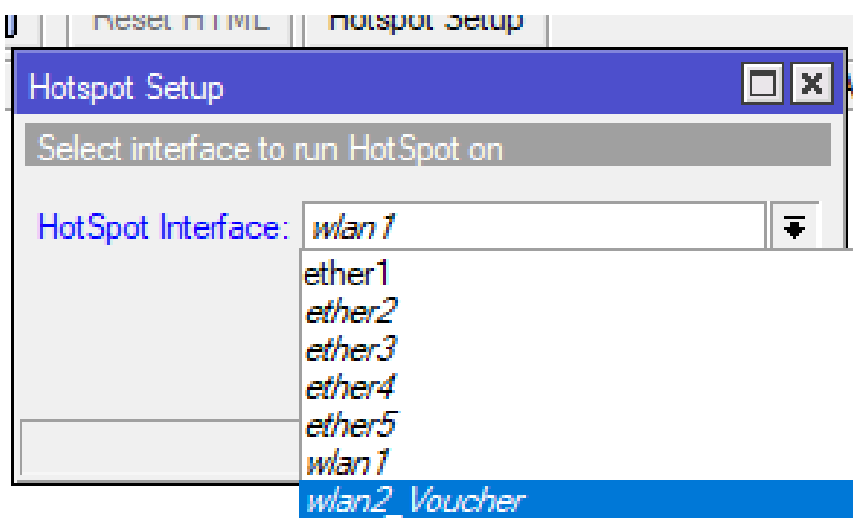 Reset HTML Hotspot Setup
Hotspot Setup
Select interface to run HotSpot on
HotSpot Interface: wlan1
ether1
ether2
ether3
ether4
ether5
wlan1
wlan2_Voucher